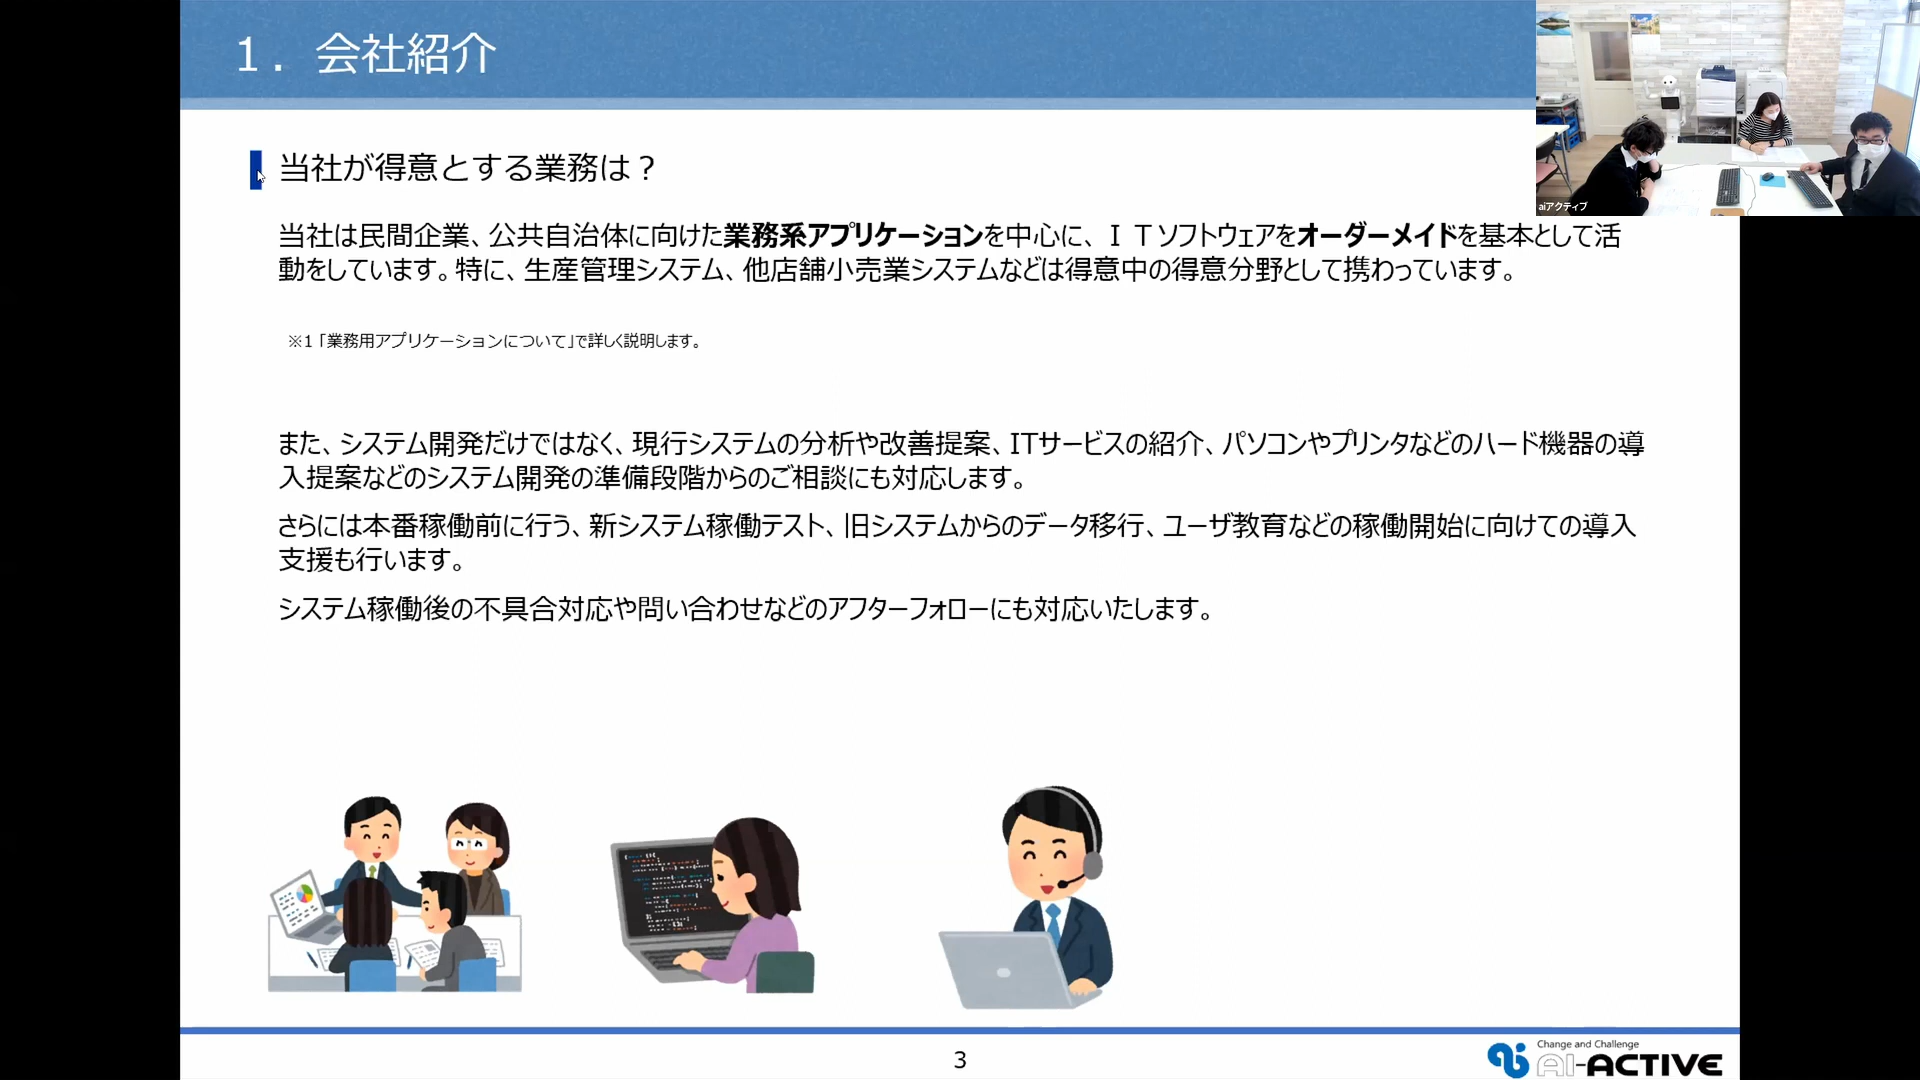 1．会社紹介
当社が得意とする業務は？
当社は民間企業、公共自治体に向けた業務系アプリケーションを中心に、ＩＴソフトウェアをオーダーメイドを基本として活
動をしています。特に、生産管理システム、他店舗小売業システムなどは得意中の得意分野として携わっています。
※1「業務用アプリケーションについて」で詳しく説明します。
また、システム開発だけではなく、現行システムの分析や改善提案、ITサービスの紹介、パソコンやプリンタなどのハード機器の導
入提案などのシステム開発の準備段階からのご相談にも対応します。
さらには本番稼働前に行う、新システム稼働テスト、旧システムからのデータ移行、ユーザ教育などの稼働開始に向けての導入
支援も行います。
システム稼働後の不具合対応や問い合わせなどのアフターフォローにも対応いたします。
3
Change and Challenge
AI-ACTIVE
aiアクティブ